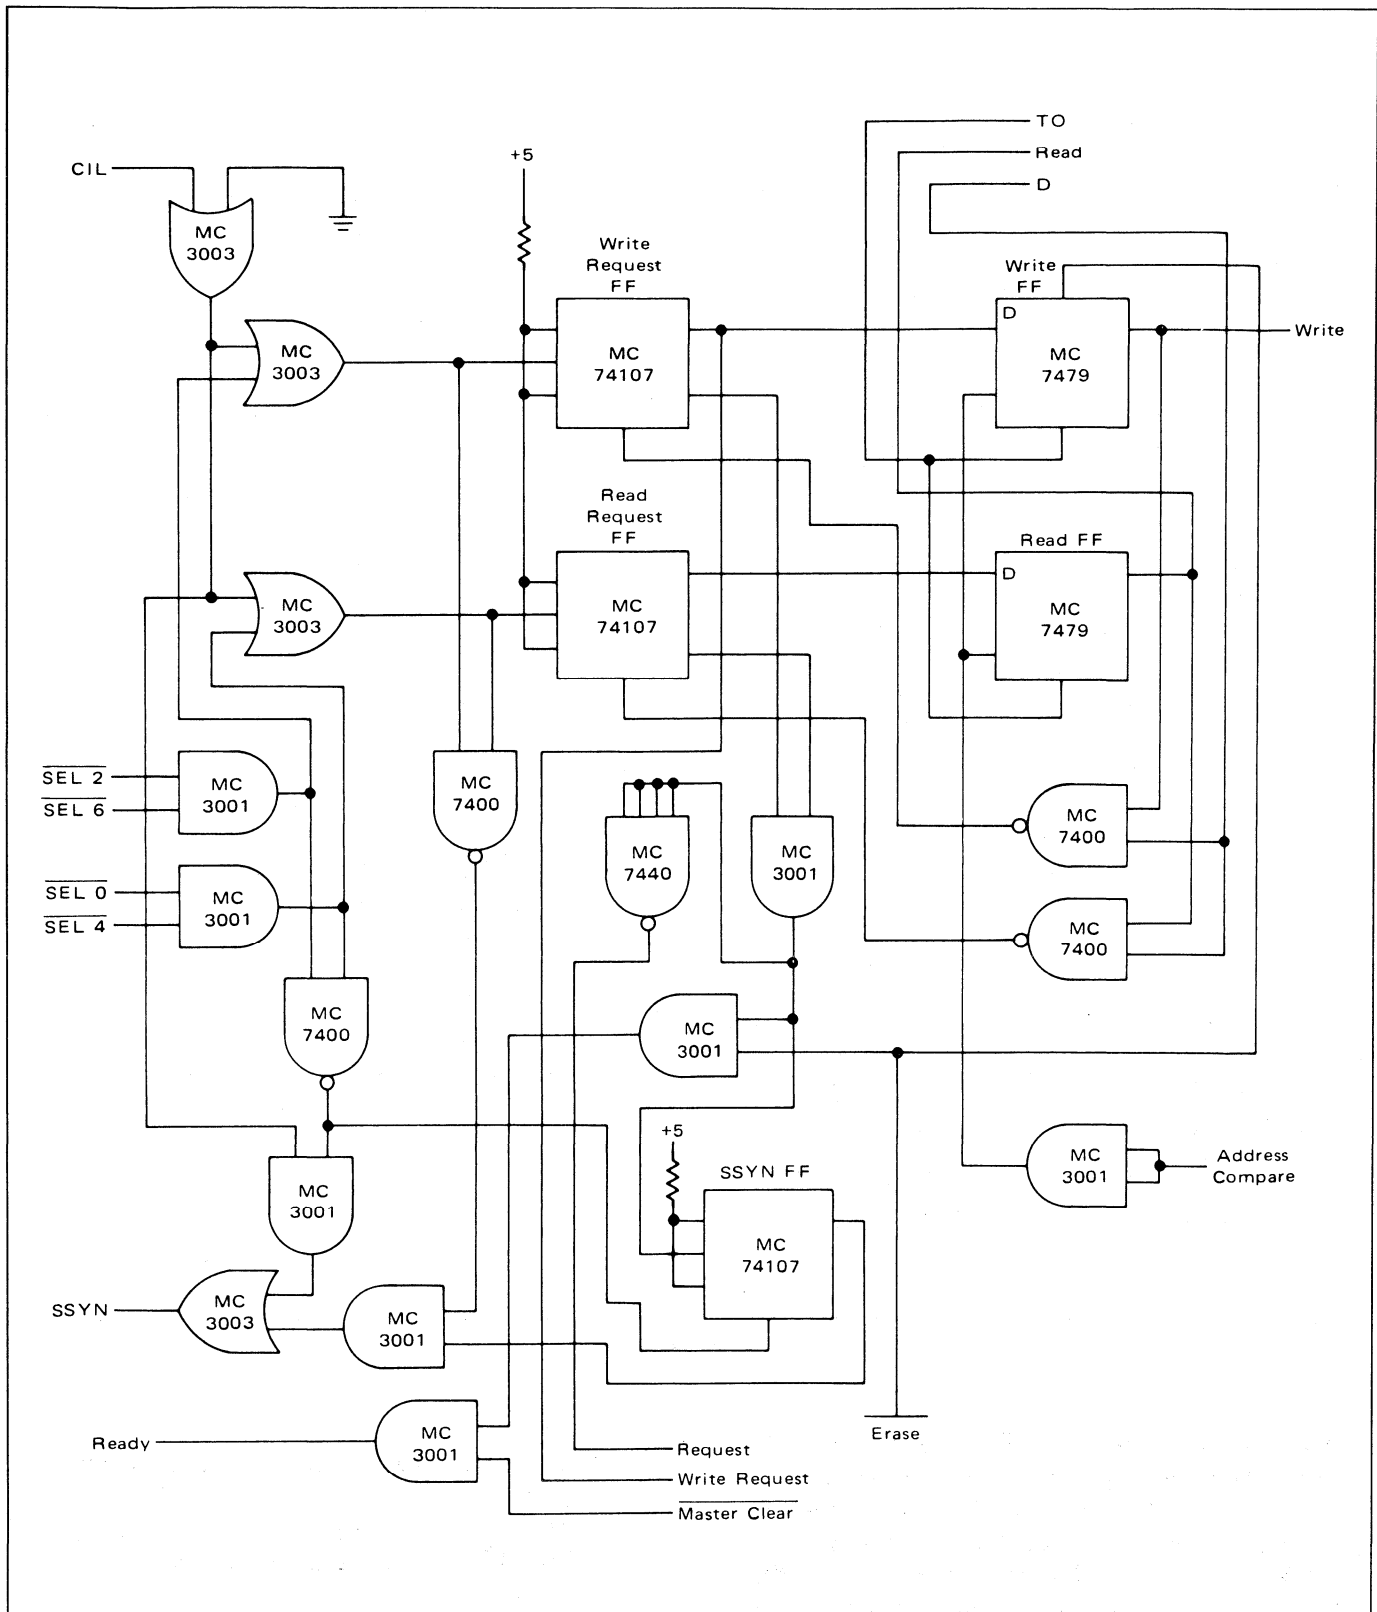 TO
Read
D
CIL
+5
MC
3003
Write
Request
FF
Write
FF
D
MC
74107
MC
7479
Write
MC
3003
Read
Request
FF
Read FF
D
MC
74107
MC
7479
MC
3003
SEL 2
SEL 6
MC
3001
MC
7400
MC
7400
MC
7440
MC
3001
SEL 0
SEL 4
MC
3001
MC
7400
MC
7400
MC
3001
+5
SSYN FF
MC
3001
Address
Compare
MC
3001
MC
74107
SSYN
MC
3003
MC
3001
Erase
Ready
MC
3001
Request
Write Request
Master Clear